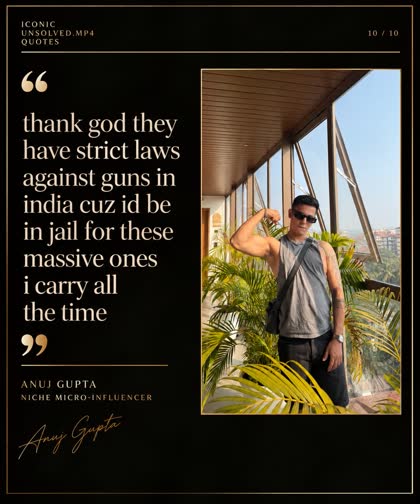 ICONIC
UNSOLVED.MP4
QUOTES
10 / 10
“
thank god they
have strict laws
against guns in
india cuz id be
in jail for these
massive ones
i carry all
the time
”
ANUJ GUPTA
NICHE MICRO-INFLUENCER
Anuj Gupta